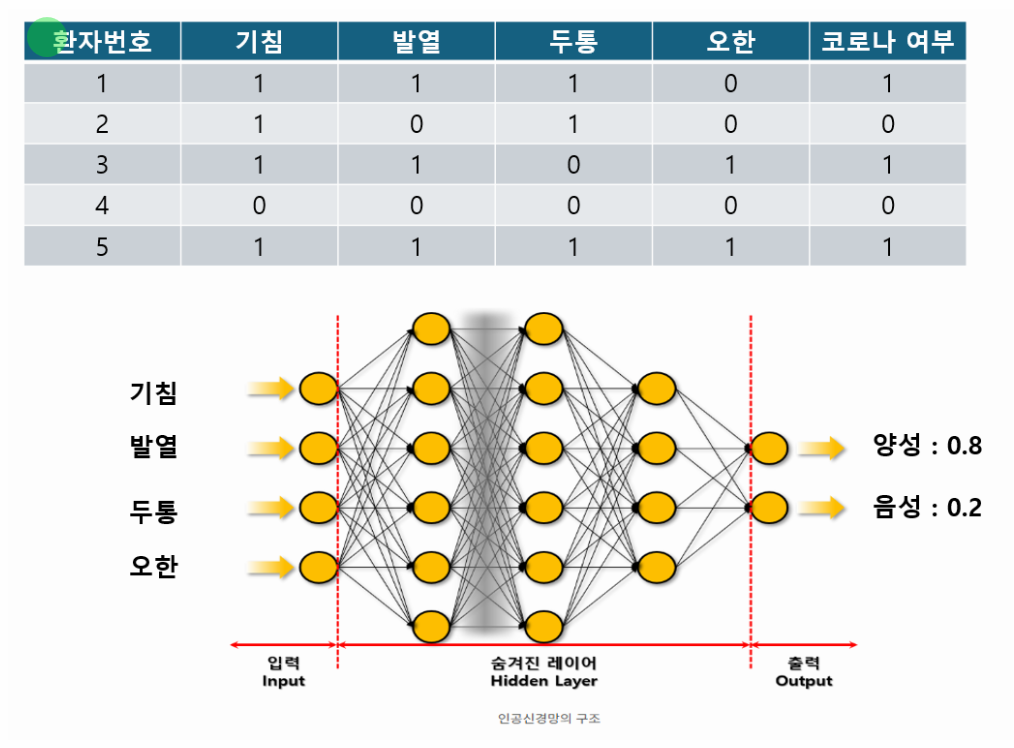 환자번호 기침 발열 두통 오한 코로나 여부
1 1 1 1 0 1
2 1 0 1 0 0
3 1 1 0 1 1
4 0 0 0 0 0
5 1 1 1 1 1
기침
발열
두통
오한
양성 : 0.8
음성 : 0.2
입력
Input
숨겨진 레이어
Hidden Layer
출력
Output
인공신경망의 구조